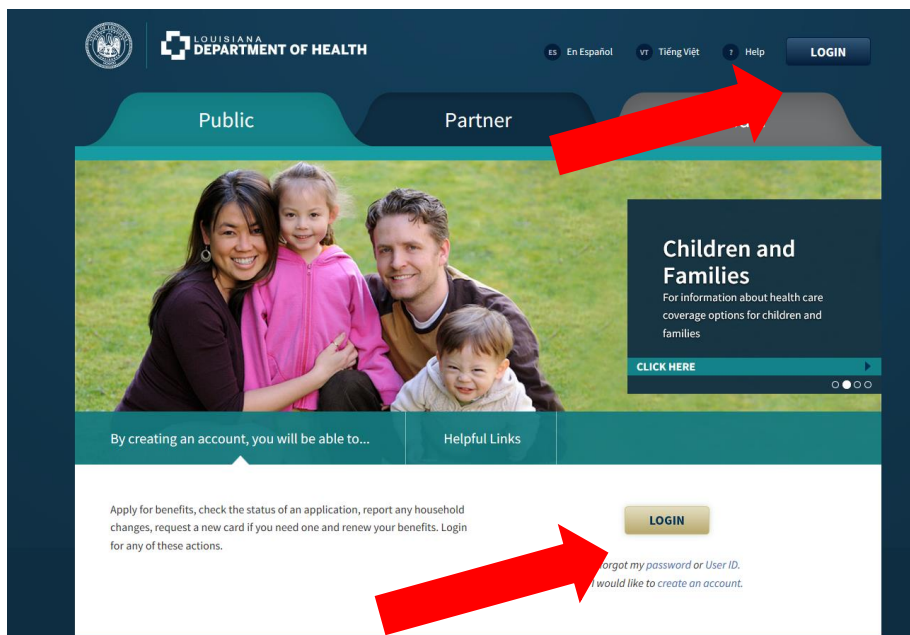 LOUISIANA
DEPARTMENT OF HEALTH
ES En Español VT Tiếng Việt ? Help LOGIN
Public Partner
Children and
Families
For information about health care
coverage options for children and
families
CLICK HERE
By creating an account, you will be able to... Helpful Links
Apply for benefits, check the status of an application, report any household
changes, request a new card if you need one and renew your benefits. Login
for any of these actions.
LOGIN
forgot my password or User ID.
I would like to create an account.